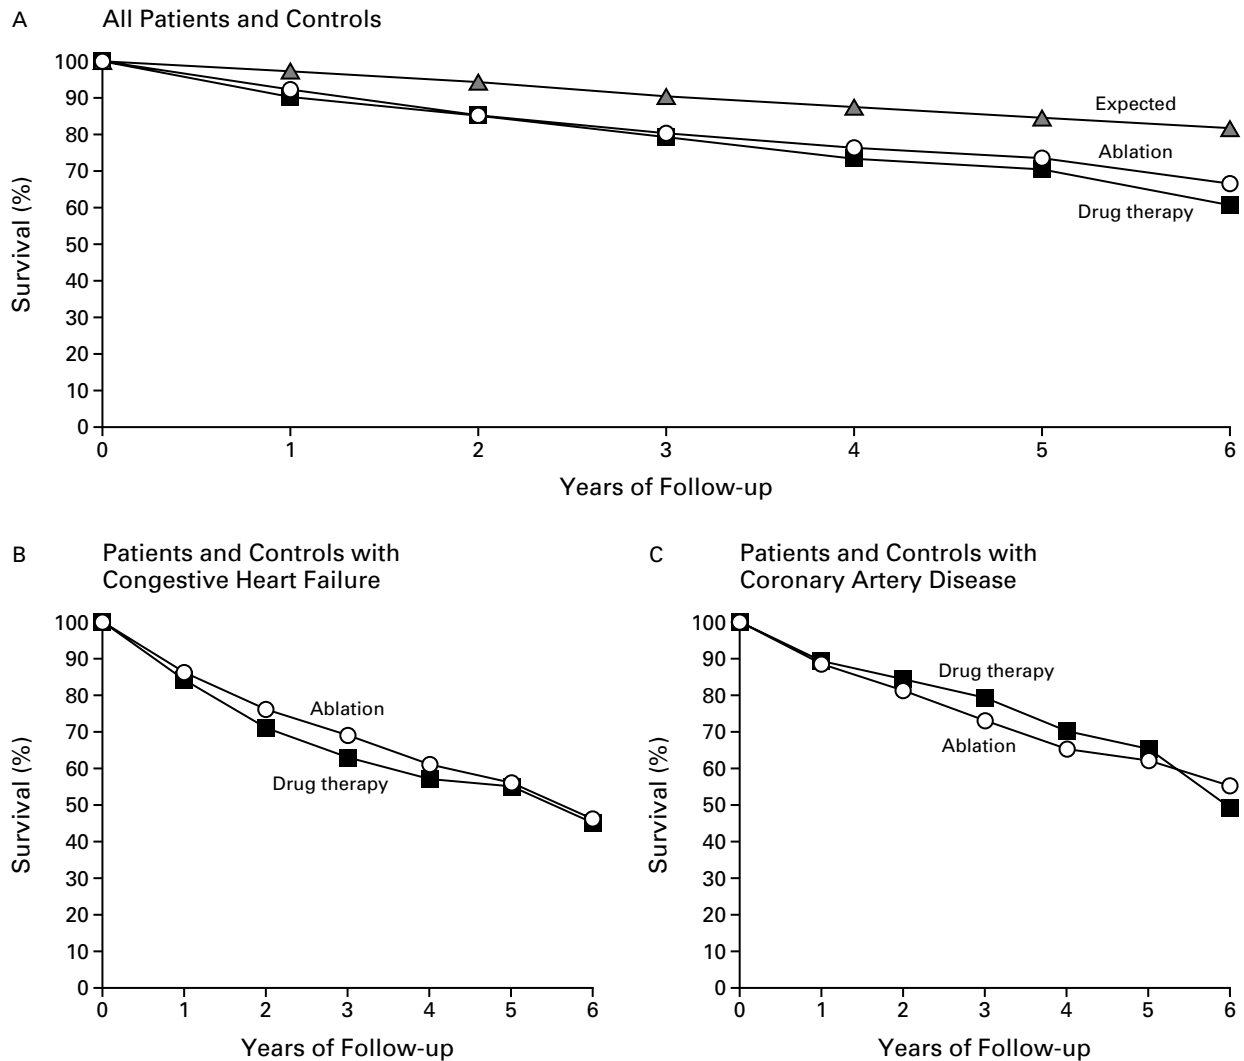 A All Patients and Controls
100
90
80
70
60
50
40
30
20
10
0
Survival (%)
Expected
Ablation
Drug therapy
0 1 2 3 4 5 6
Years of Follow-up
B Patients and Controls with
Congestive Heart Failure
100
90
80
70
60
50
40
30
20
10
0
Survival (%)
Ablation
Drug therapy
0 1 2 3 4 5 6
Years of Follow-up
C Patients and Controls with
Coronary Artery Disease
100
90
80
70
60
50
40
30
20
10
0
Survival (%)
Drug therapy
Ablation
0 1 2 3 4 5 6
Years of Follow-up